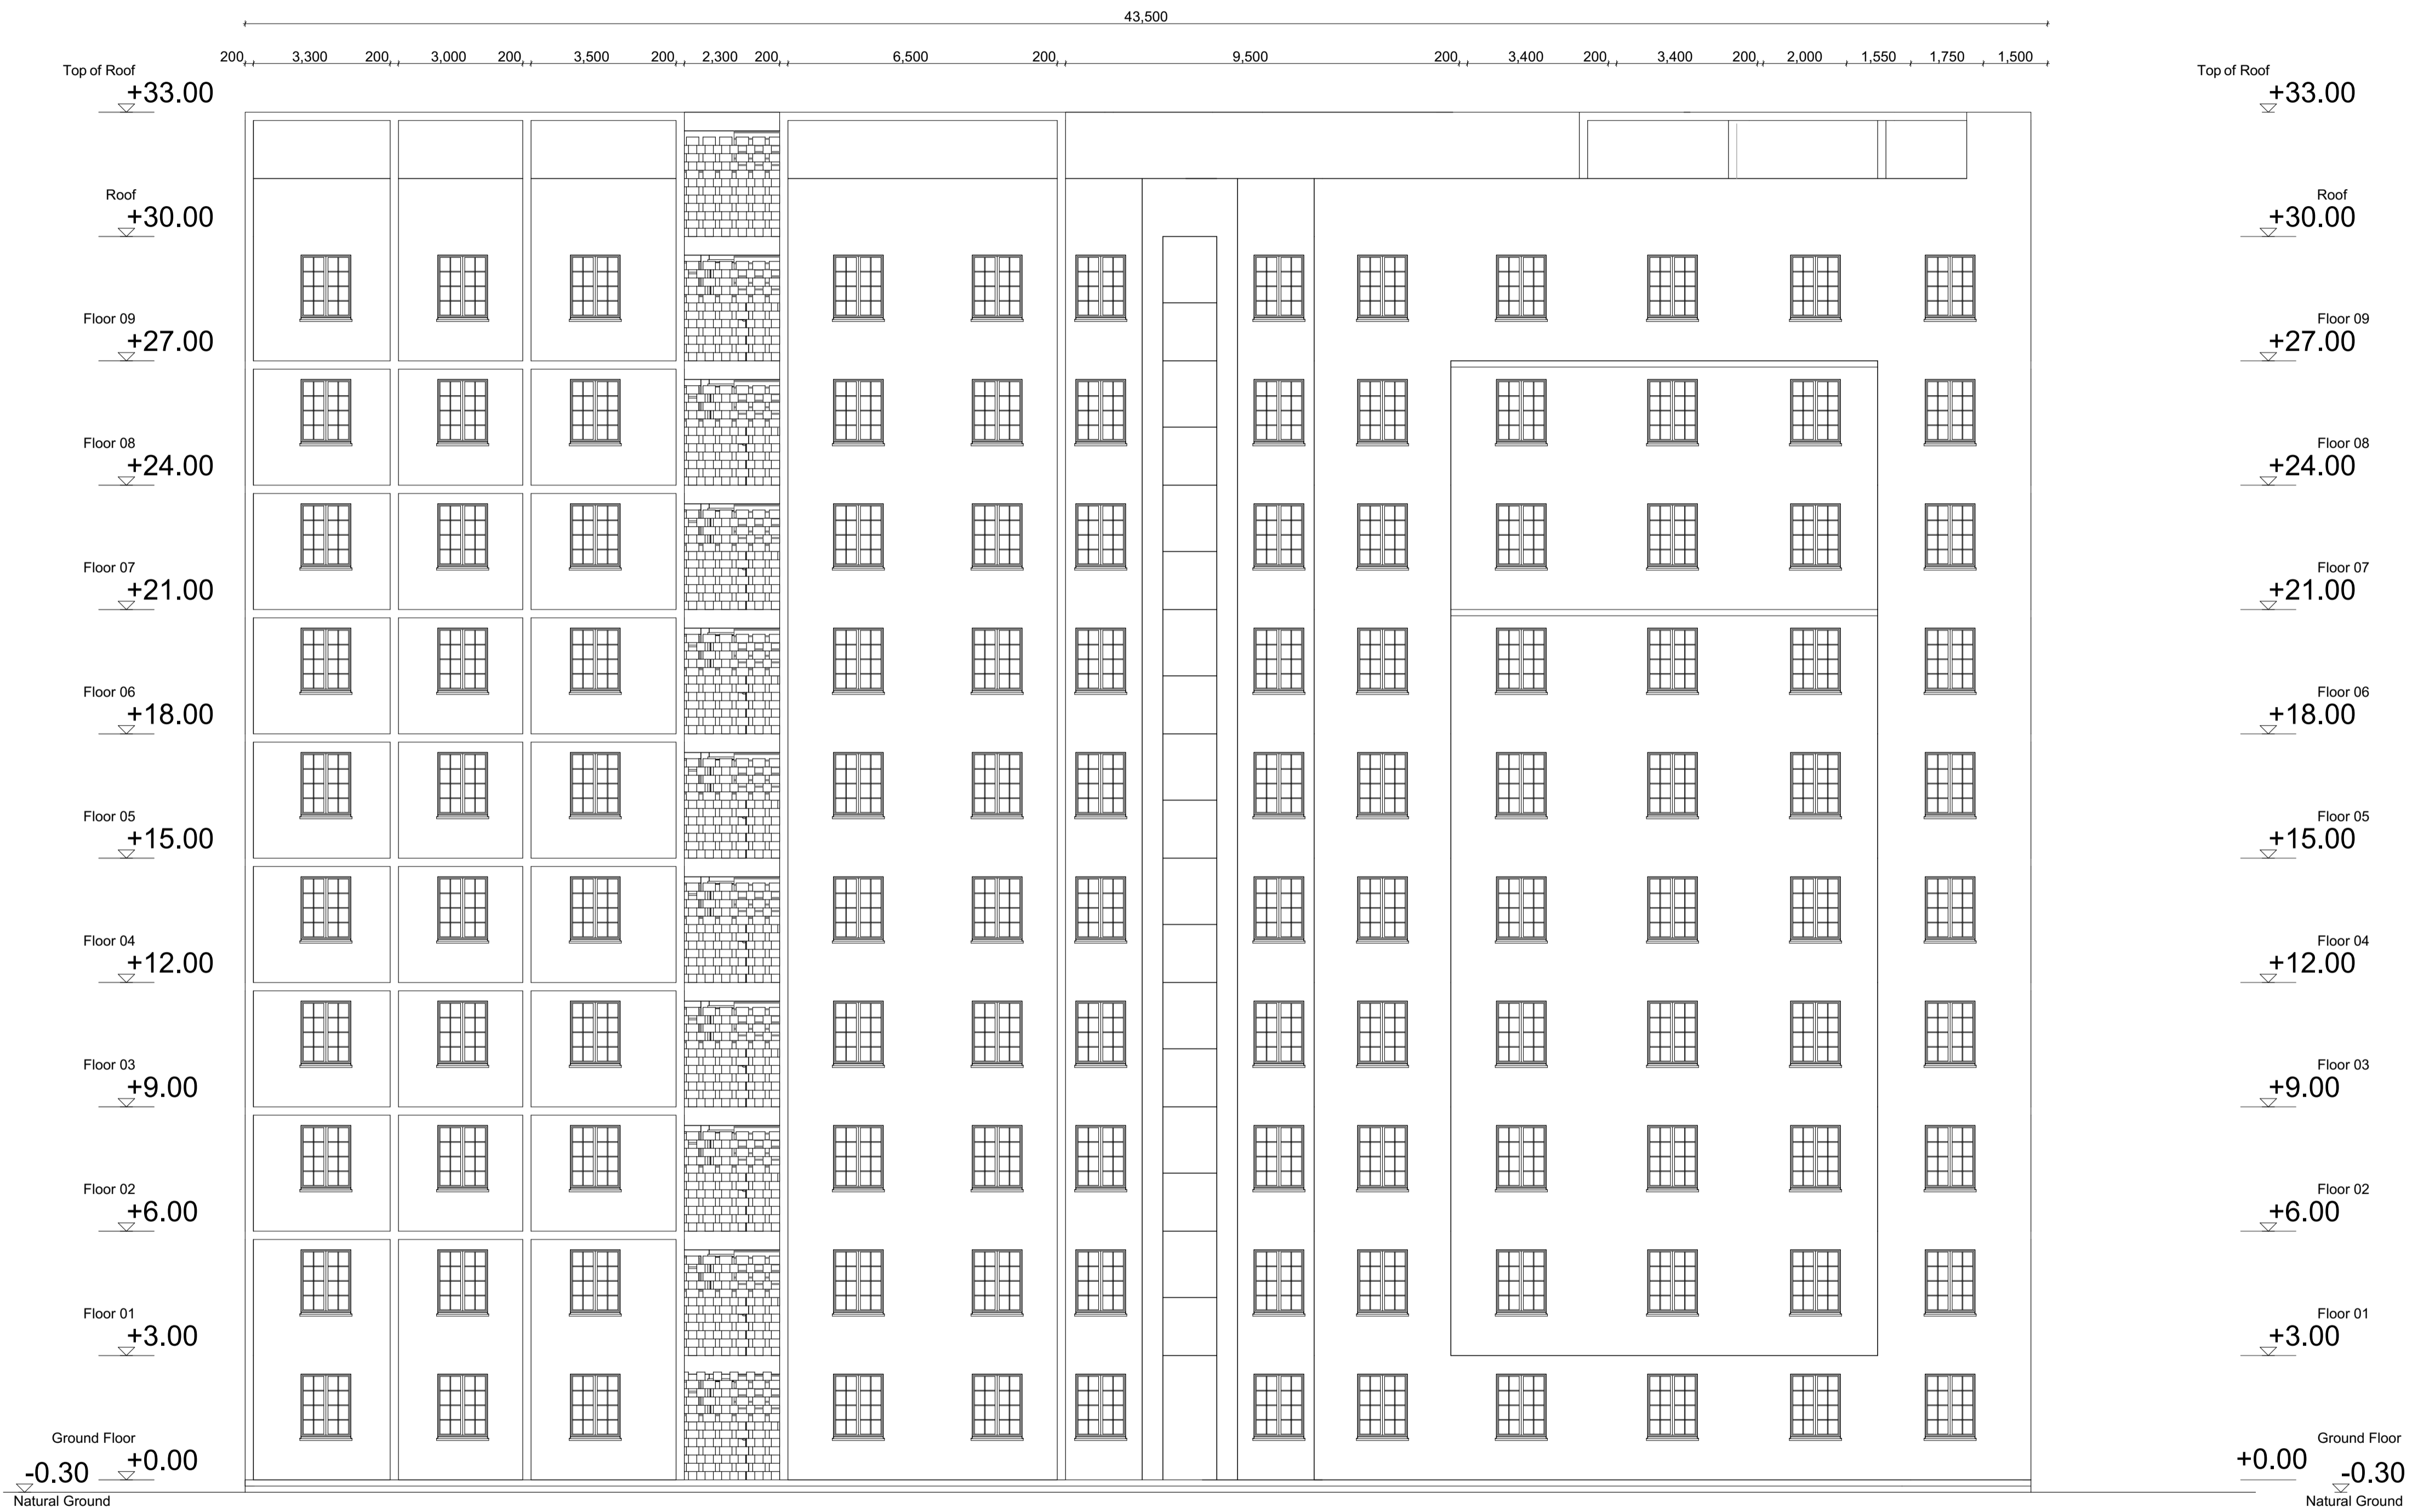 43,500
200 3,300 200 3,000 200 3,500 200 2,300 200 6,500 200 9,500 200 3,400 200 3,400 200 2,000 1,550 1,750 1,500
Top of Roof Top of Roof
+33.00 +33.00
Roof Roof
+30.00 +30.00
Floor 09 Floor 09
+27.00 +27.00
Floor 08 Floor 08
+24.00 +24.00
Floor 07 Floor 07
+21.00 +21.00
Floor 06 Floor 06
+18.00 +18.00
Floor 05 Floor 05
+15.00 +15.00
Floor 04 Floor 04
+12.00 +12.00
Floor 03 Floor 03
+9.00 +9.00
Floor 02 Floor 02
+6.00 +6.00
Floor 01 Floor 01
+3.00 +3.00
Ground Floor Ground Floor
+0.00 +0.00
-0.30 -0.30
Natural Ground Natural Ground